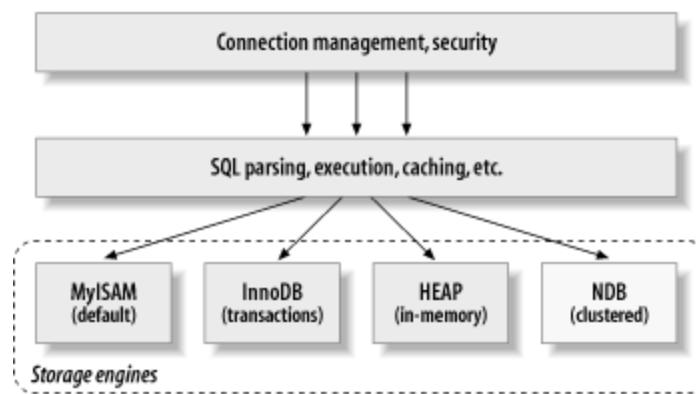 Connection management, security
SQL parsing, execution, caching, etc.
MyISAM
(default)
InnoDB
(transactions)
HEAP
(in-memory)
NDB
(clustered)
Storage engines